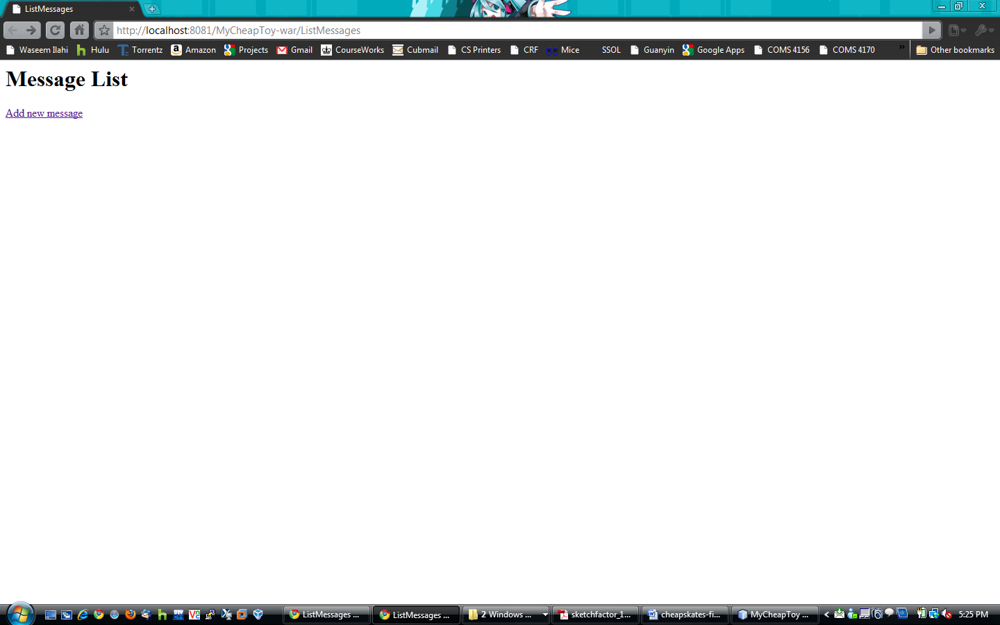 ListMessages
http://localhost:8081/MyCheapToy-war/ListMessages
Waseem Ilahi Hulu Torrentz Amazon Projects Gmail CourseWorks Cubmail CS Printers CRF Mice SSOL Guanyin Google Apps COMS 4156 COMS 4170 » Other bookmarks
Message List
Add new message
ListMessages ... ListMessages ... 2 Windows ... sketchfactor_1... cheapskates-fi... MyCheapToy ... 5:25 PM